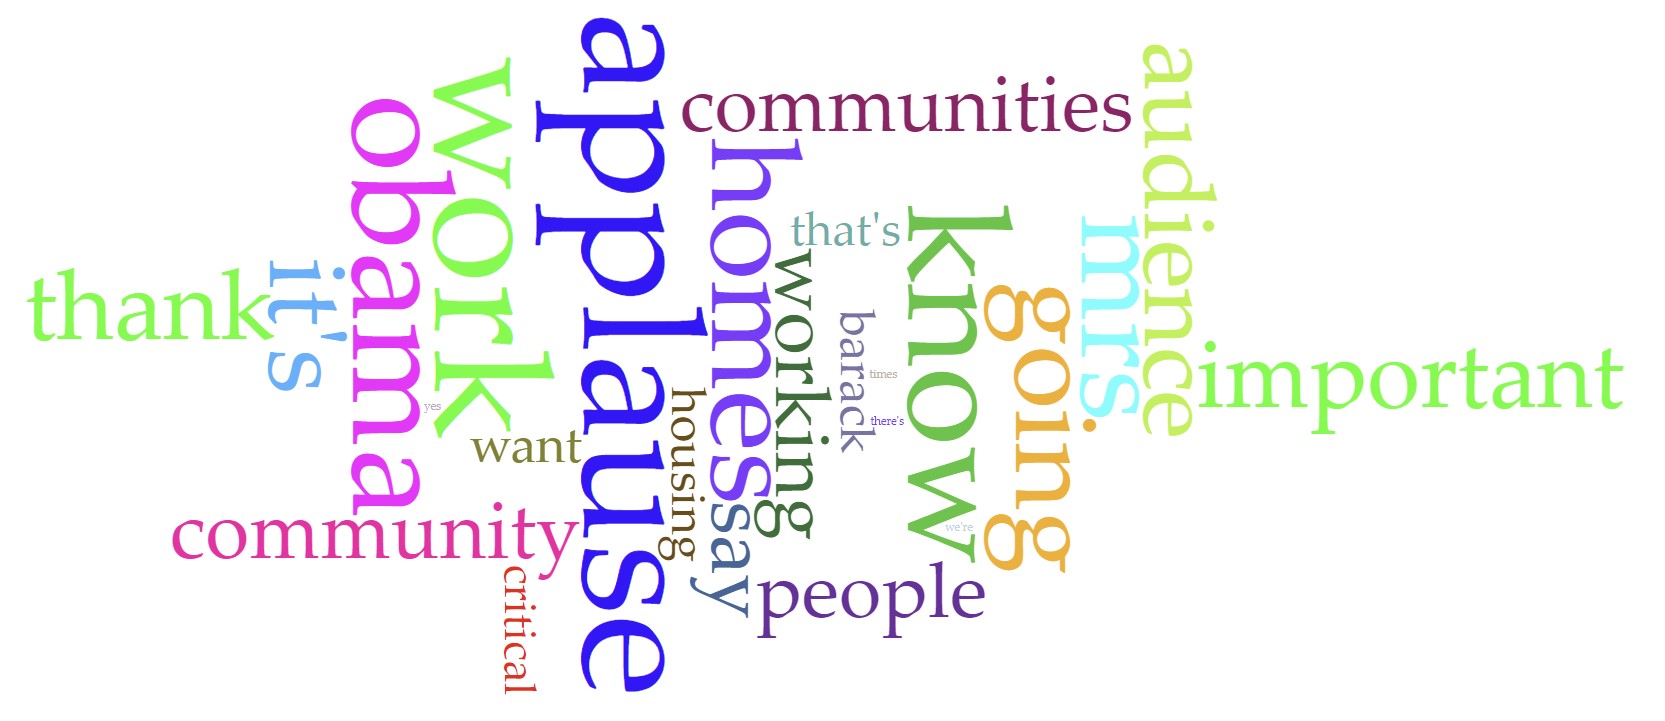 thank
it's
obama
work
yes
want
community
critical
applause
communities
homes
housing
say
that's
working
barack
times
there's
know
we're
people
going
mrs.
audience
important